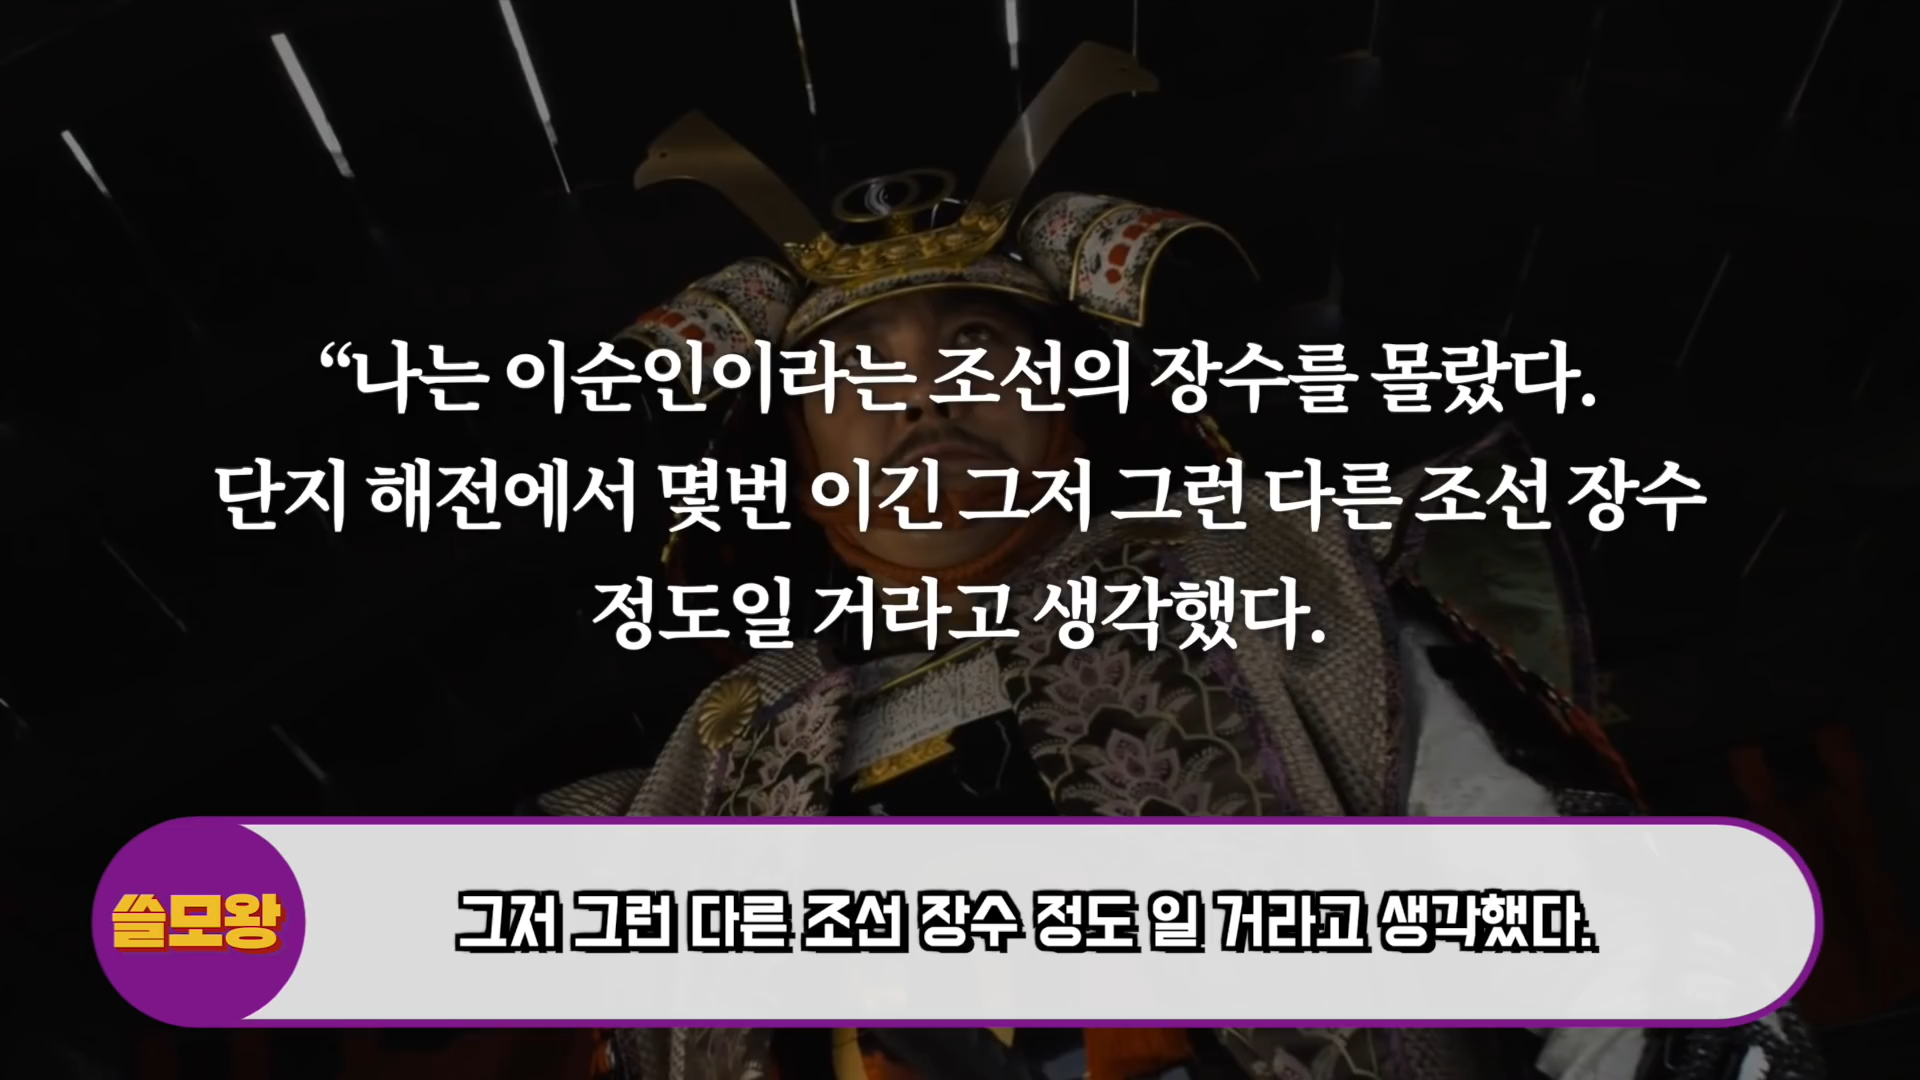 “나는 이순인이라는 조선의 장수를 몰랐다.
단지 해전에서 몇번 이긴 그저 그런 다른 조선 장수
정도일 거라고 생각했다.
쓸모왕
그저 그런 다른 조선 장수 정도 일 거라고 생각했다.